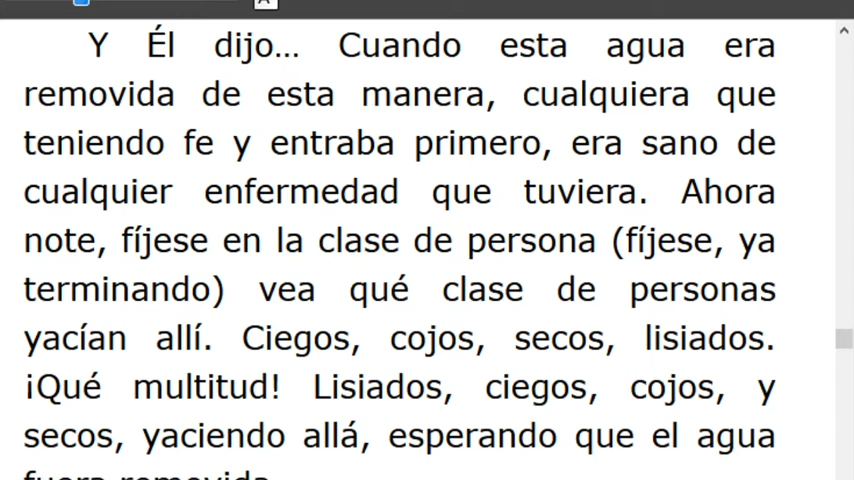 Y Él dijo… Cuando esta agua era
removida de esta manera, cualquiera que
teniendo fe y entraba primero, era sano de
cualquier enfermedad que tuviera. Ahora
note, fíjese en la clase de persona (fíjese, ya
terminando) vea qué clase de personas
yacían allí. Ciegos, cojos, secos, lisiados.
¡Qué multitud! Lisiados, ciegos, cojos, y
secos, yaciendo allá, esperando que el agua
fuera removida